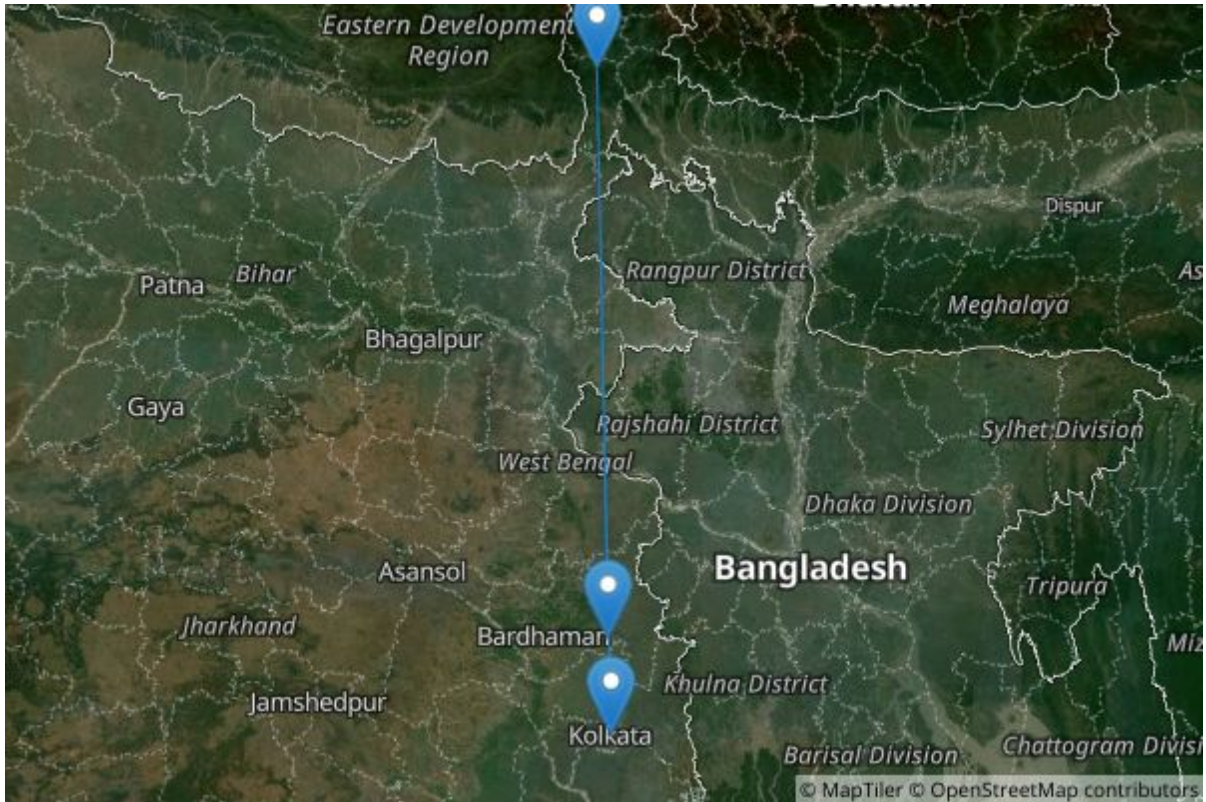 Bhutan
Eastern Development
Region
Dispur
Patna
Bihar
Rangpur District
As
Meghalaya
Bhagalpur
Gaya
Rajshahi District
Sylhet Division
West Bengal
Dhaka Division
Bangladesh
Asansol
Tripura
Jharkhand
Bardhaman
Miz
Khulna District
Jamshedpur
Kolkata
Barisal Division
Chattogram Divisi
© MapTiler © OpenStreetMap contributors